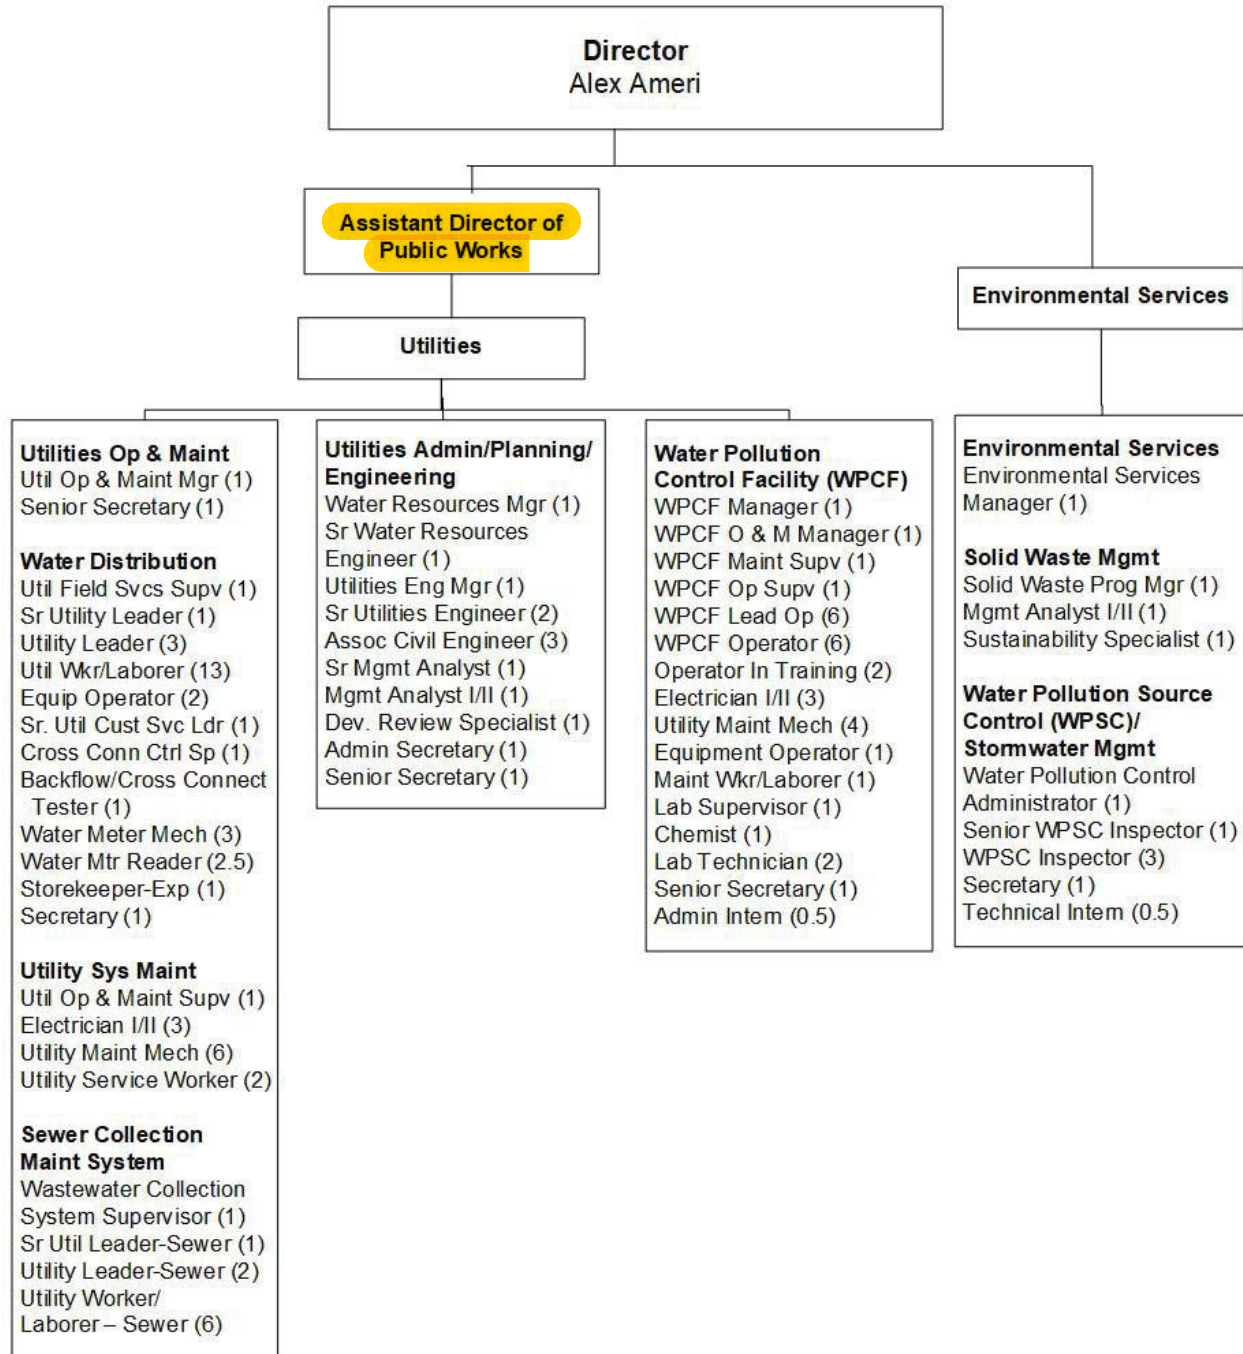 Director
Alex Ameri
Assistant Director of
Public Works
Environmental Services
Utilities
Utilities Op & Maint
Util Op & Maint Mgr (1)
Senior Secretary (1)
Water Distribution
Util Field Svcs Supv (1)
Sr Utility Leader (1)
Utility Leader (3)
Util Wkr/Laborer (13)
Equip Operator (2)
Sr. Util Cust Svc Ldr (1)
Cross Conn Ctrl Sp (1)
Backflow/Cross Connect
Tester (1)
Water Meter Mech (3)
Water Mtr Reader (2.5)
Storekeeper-Exp (1)
Secretary (1)
Utility Sys Maint
Util Op & Maint Supv (1)
Electrician I/II (3)
Utility Maint Mech (6)
Utility Service Worker (2)
Sewer Collection
Maint System
Wastewater Collection
System Supervisor (1)
Sr Util Leader-Sewer (1)
Utility Leader-Sewer (2)
Utility Worker/
Laborer – Sewer (6)
Utilities Admin/Planning/
Engineering
Water Resources Mgr (1)
Sr Water Resources
Engineer (1)
Utilities Eng Mgr (1)
Sr Utilities Engineer (2)
Assoc Civil Engineer (3)
Sr Mgmt Analyst (1)
Mgmt Analyst I/II (1)
Dev. Review Specialist (1)
Admin Secretary (1)
Senior Secretary (1)
Water Pollution
Control Facility (WPCF)
WPCF Manager (1)
WPCF O & M Manager (1)
WPCF Maint Supv (1)
WPCF Op Supv (1)
WPCF Lead Op (6)
WPCF Operator (6)
Operator In Training (2)
Electrician I/II (3)
Utility Maint Mech (4)
Equipment Operator (1)
Maint Wkr/Laborer (1)
Lab Supervisor (1)
Chemist (1)
Lab Technician (2)
Senior Secretary (1)
Admin Intern (0.5)
Environmental Services
Environmental Services
Manager (1)
Solid Waste Mgmt
Solid Waste Prog Mgr (1)
Mgmt Analyst I/II (1)
Sustainability Specialist (1)
Water Pollution Source
Control (WPSC)/
Stormwater Mgmt
Water Pollution Control
Administrator (1)
Senior WPSC Inspector (1)
WPSC Inspector (3)
Secretary (1)
Technical Intern (0.5)